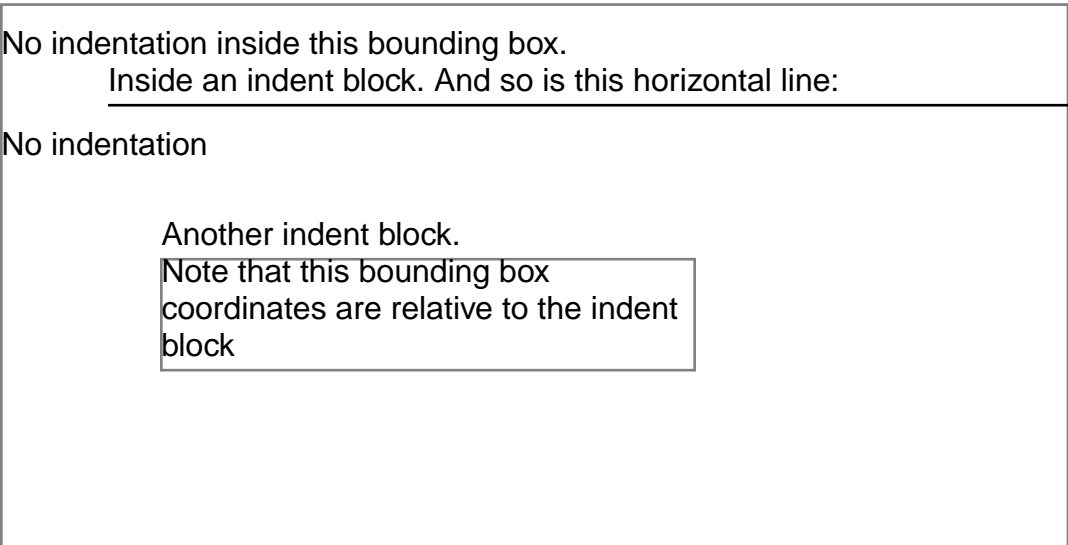 No indentation inside this bounding box.
Inside an indent block. And so is this horizontal line:
No indentation
Another indent block.
Note that this bounding box
coordinates are relative to the indent
block